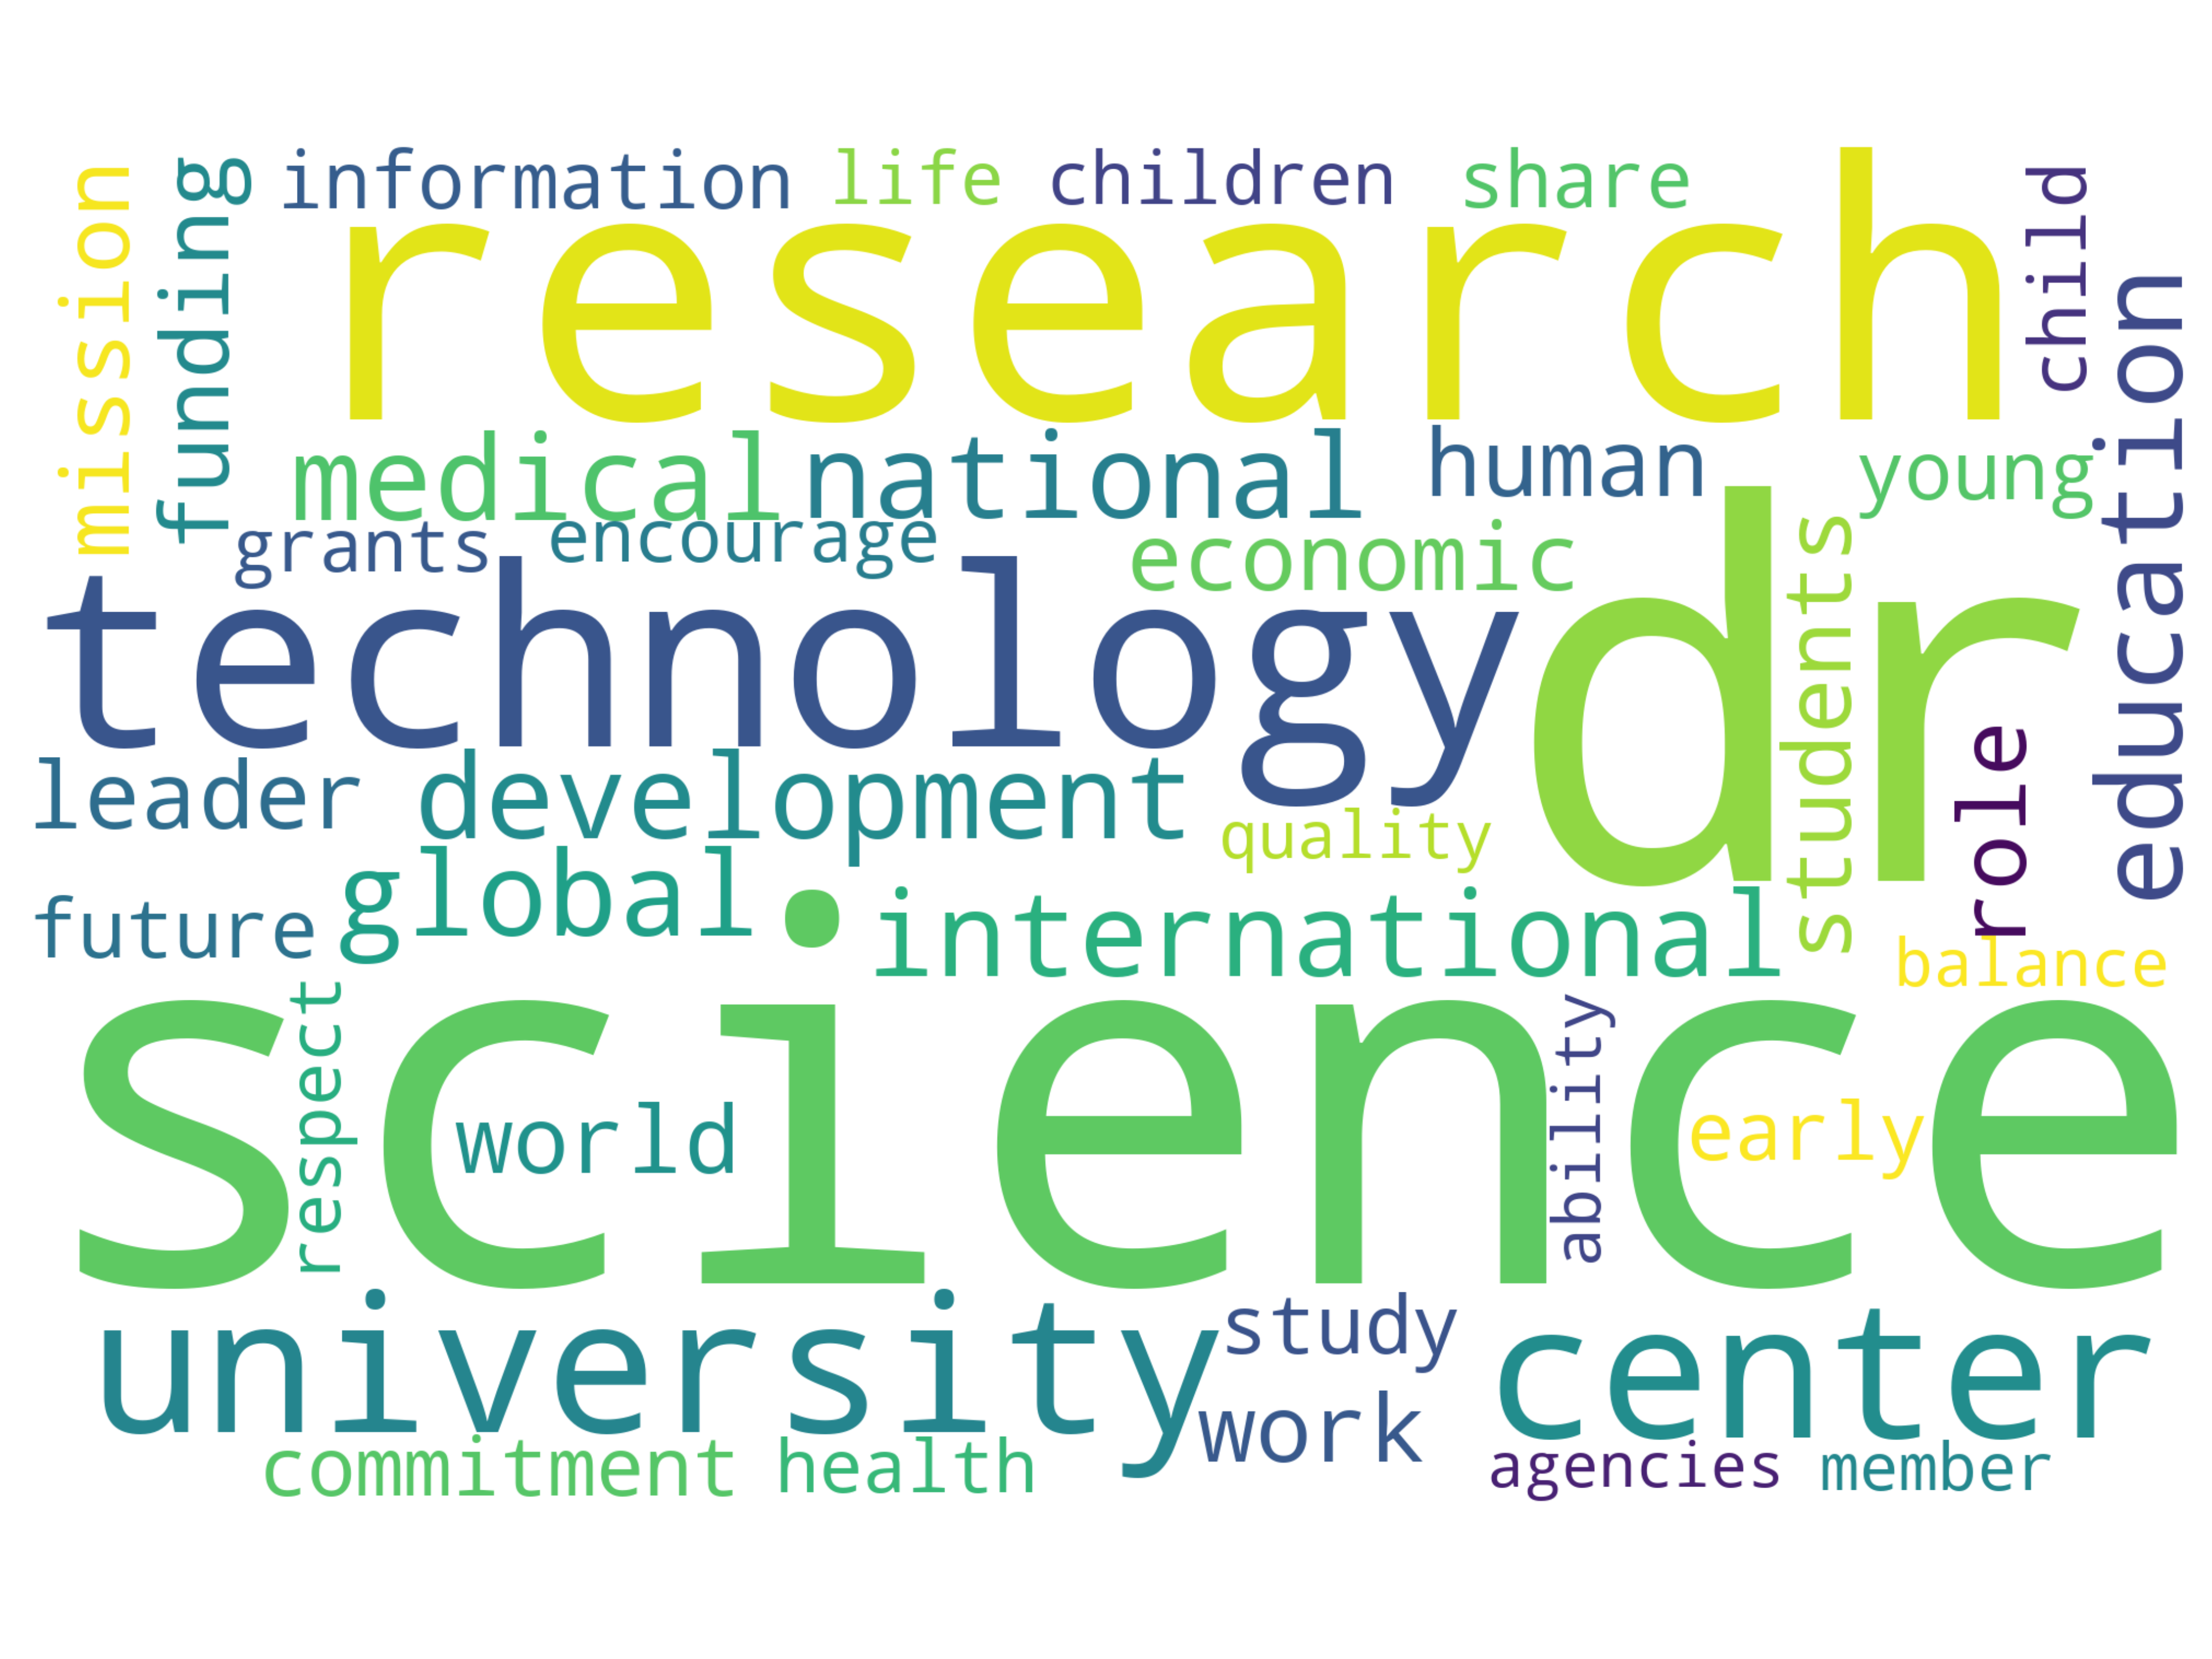 mission
funding
information life children share
child
research
education
medical national human young
grants encourage economic
students
technology
dr
role
leader development
quality
future global international
balance
science
respect
world
ability
early
university study center
work
commitment health agencies member